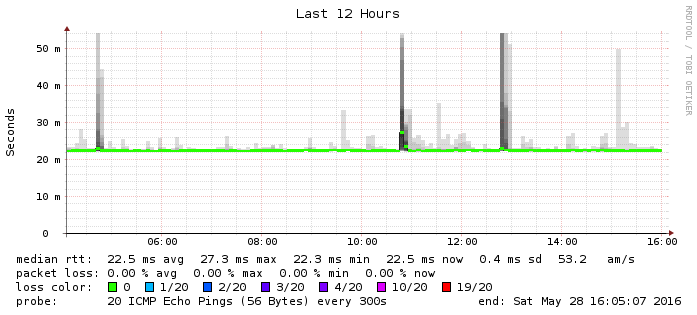 Last 12 Hours
RRDTOOL / TOBI OETIKER
Seconds
50 m
40 m
30 m
20 m
10 m
0
06:00 08:00 10:00 12:00 14:00 16:00
median rtt: 22.5 ms avg 27.3 ms max 22.3 ms min 22.5 ms now 0.4 ms sd 53.2 am/s
packet loss: 0.00 % avg 0.00 % max 0.00 % min 0.00 % now
loss color: 0 1/20 2/20 3/20 4/20 10/20 19/20
probe: 20 ICMP Echo Pings (56 Bytes) every 300s end: Sat May 28 16:05:07 2016